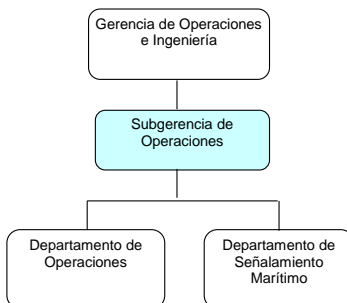 Gerencia de Operaciones
e Ingeniería
Subgerencia de
Operaciones
Departamento de
Operaciones
Departamento de
Señalamiento
Marítimo